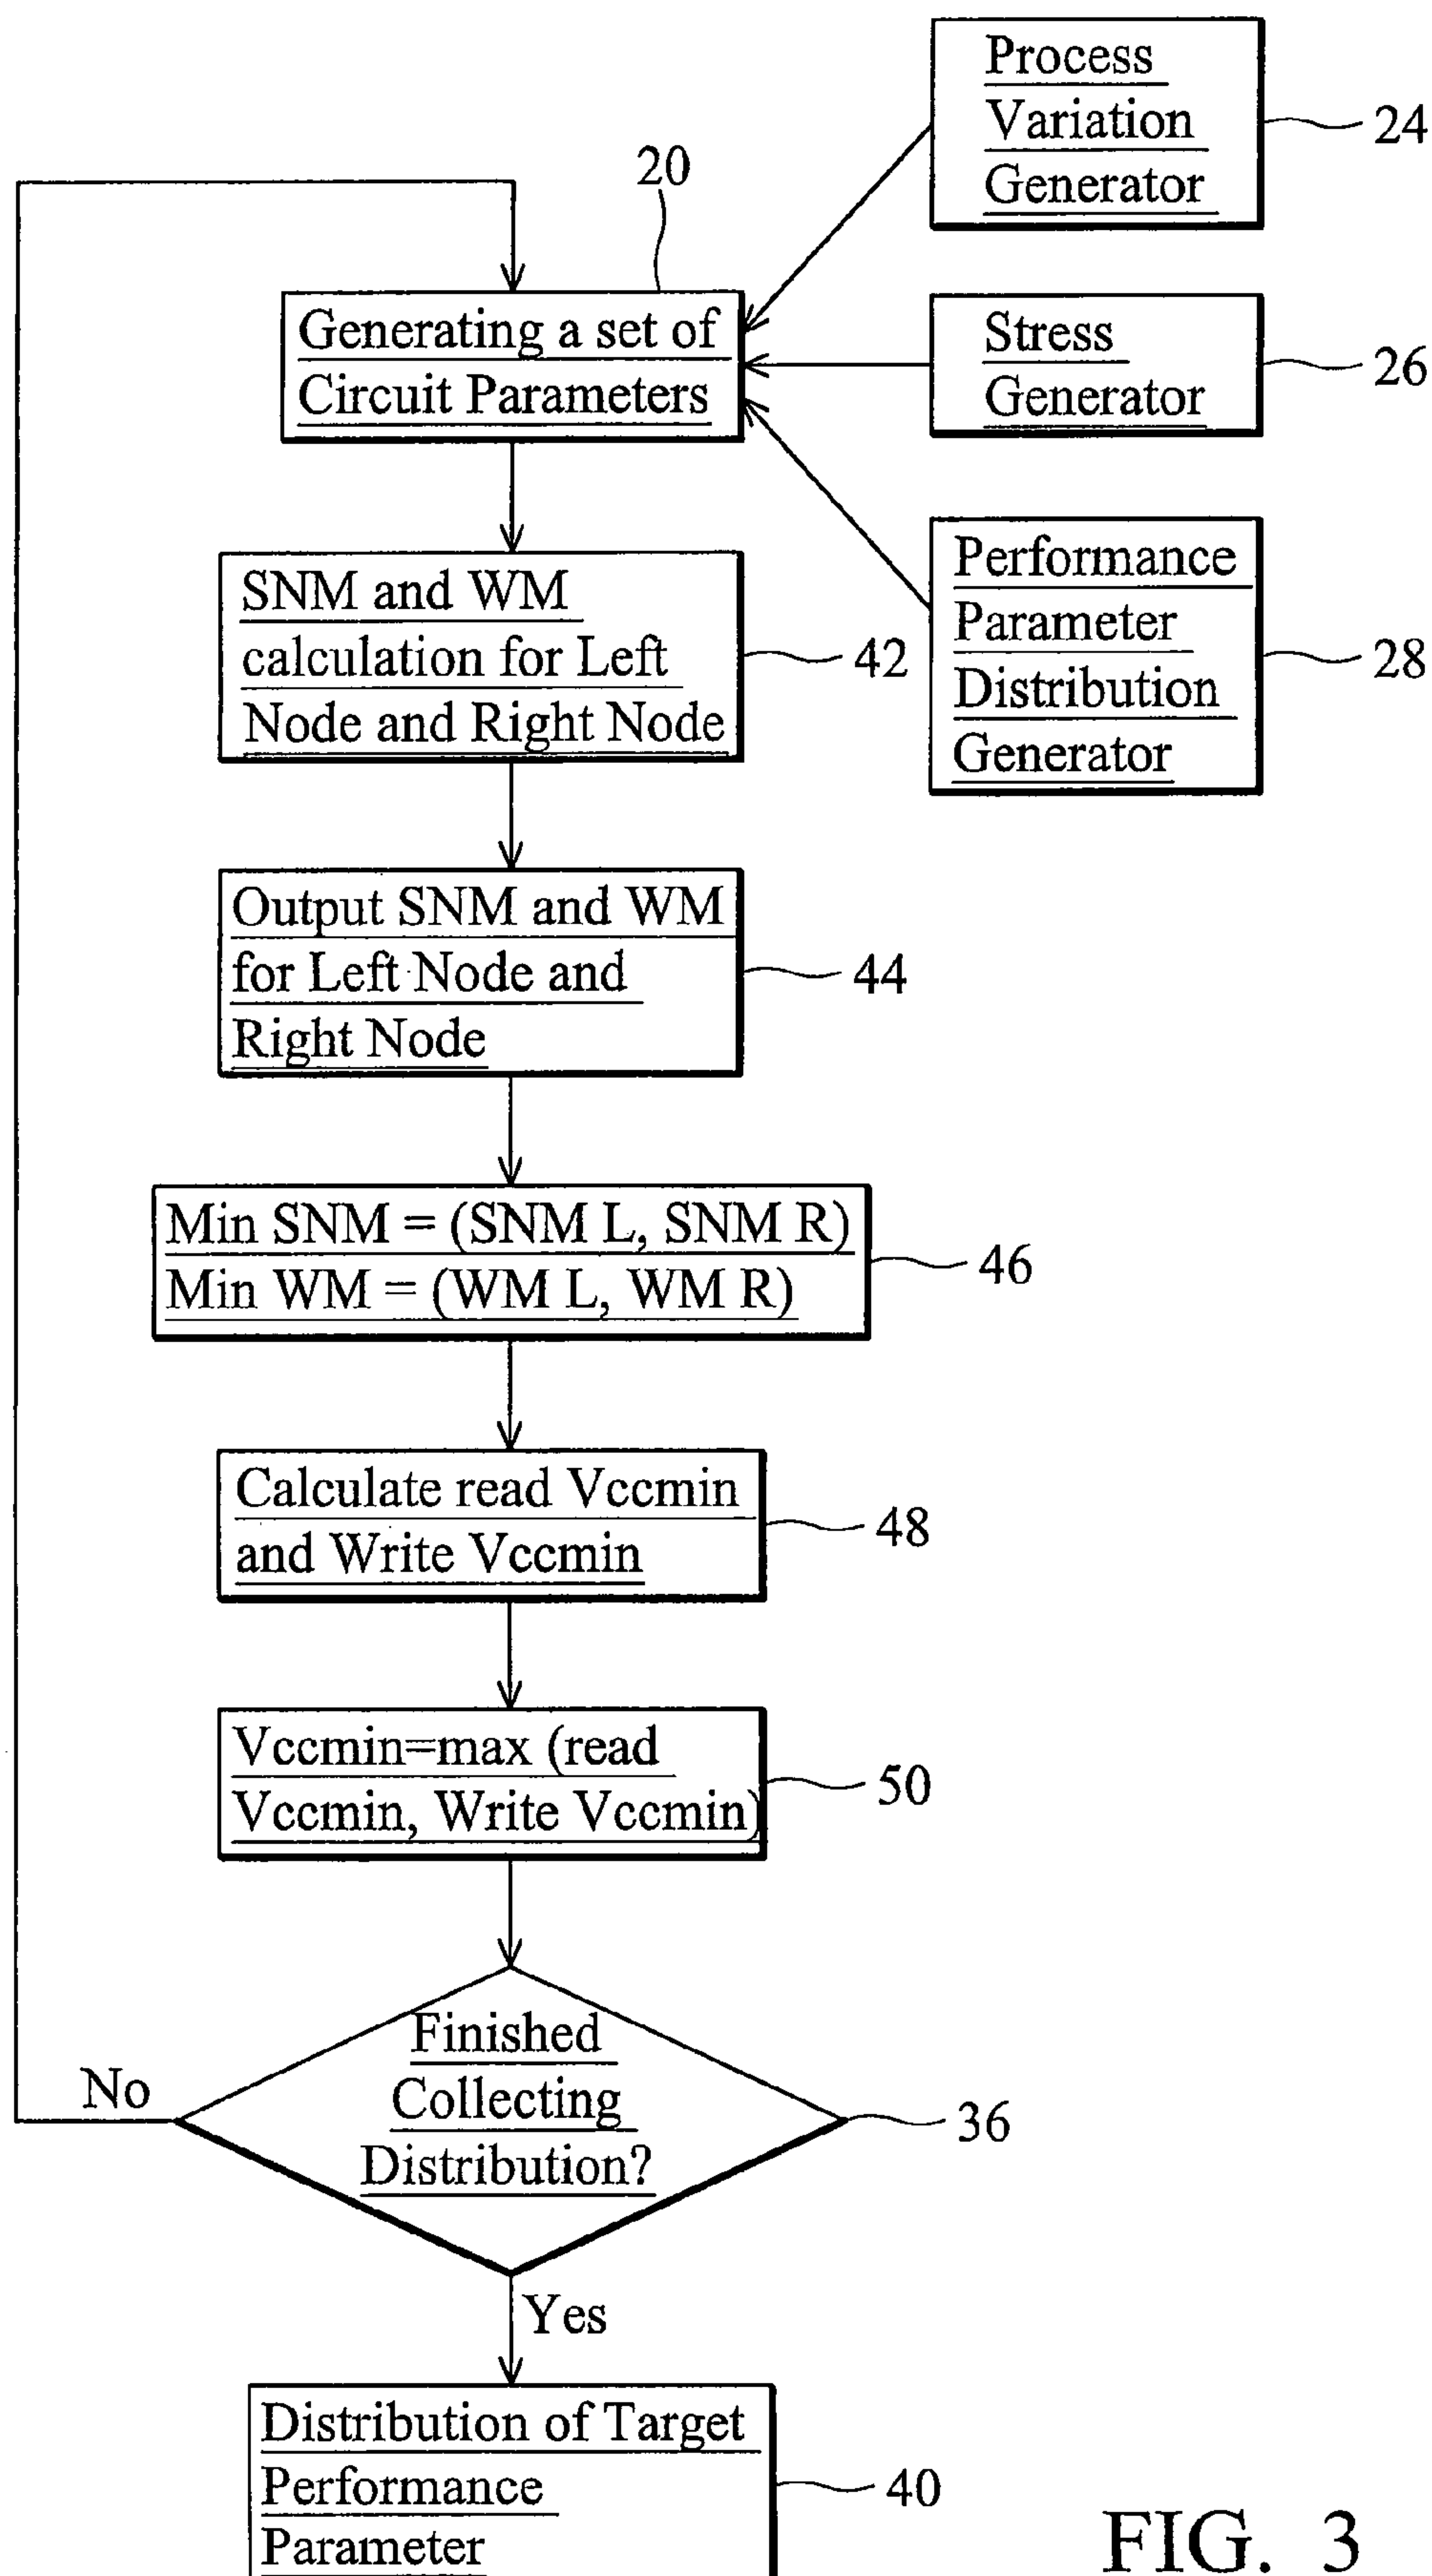 Process
Variation
Generator
24
20
Generating a set of
Circuit Parameters
Stress
Generator
26
Performance
Parameter
Distribution
Generator
28
SNM and WM
calculation for Left
Node and Right Node
42
Output SNM and WM
for Left Node and
Right Node
44
Min SNM = (SNM L, SNM R)
Min WM = (WM L, WM R)
46
Calculate read Vccmin
and Write Vccmin
48
Vccmin=max (read
Vccmin, Write Vccmin)
50
Finished
Collecting
Distribution?
36
No
Yes
Distribution of Target
Performance
Parameter
40
FIG. 3